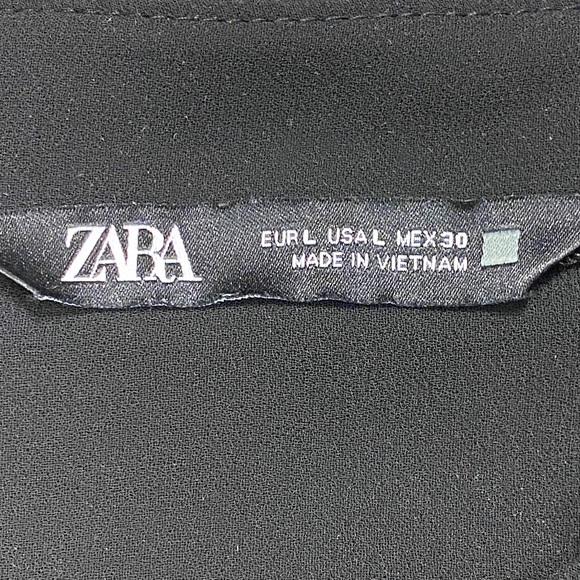 ZARA
EUR L USA L MEX 30
MADE IN VIETNAM